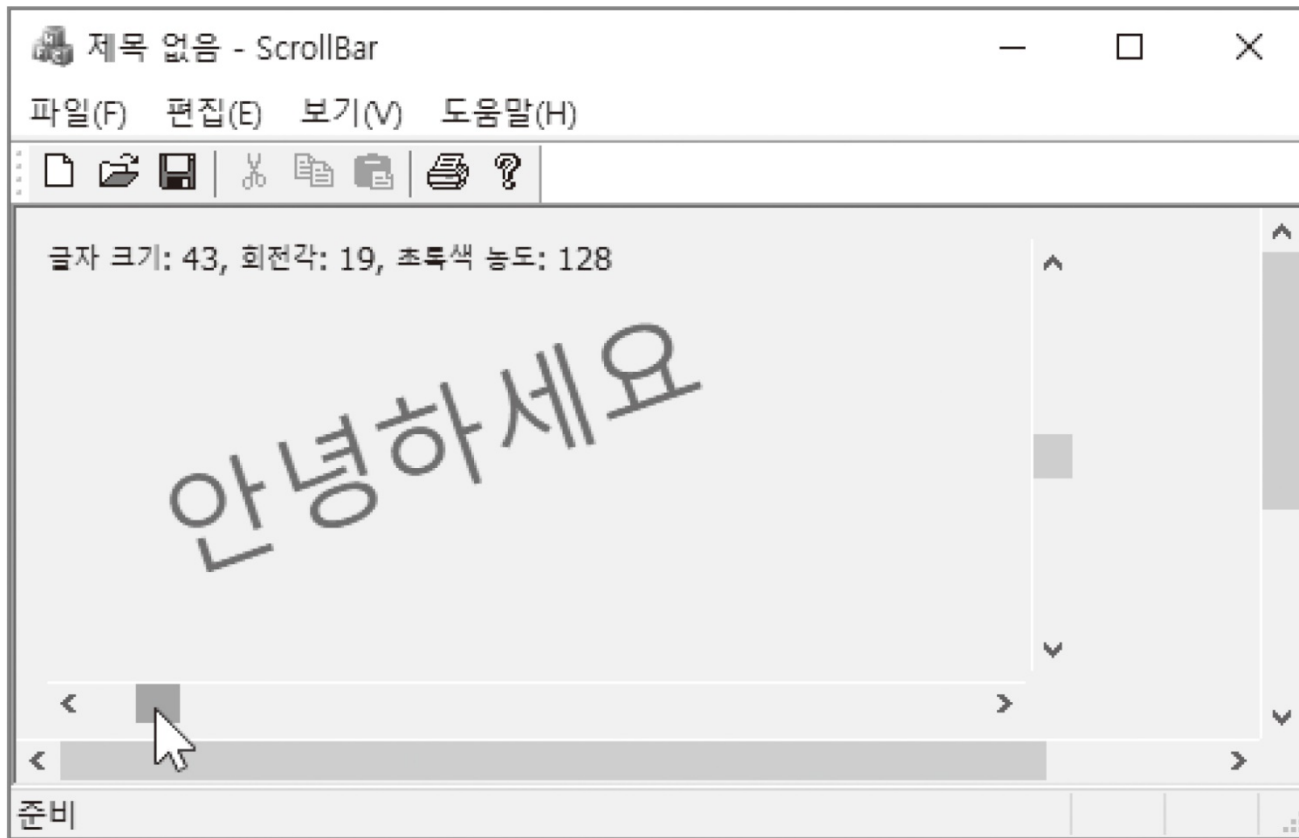 제목 없음 - ScrollBar
파일(F) 편집(E) 보기(V) 도움말(H)
글자 크기: 43, 회전각: 19, 초록색 농도: 128
안녕하세요
준비